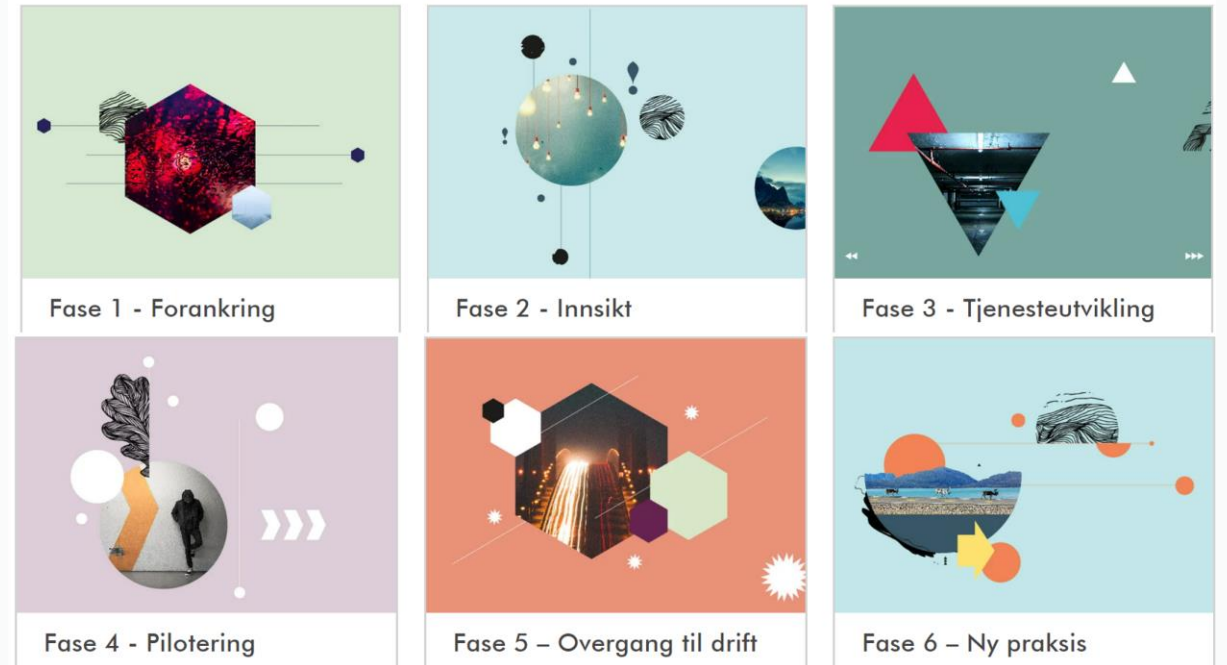 Fase 1 - Forankring
Fase 2 - Innsikt
Fase 3 - Tjenesteutvikling
Fase 4 - Pilotering
Fase 5 – Overgang til drift
Fase 6 – Ny praksis